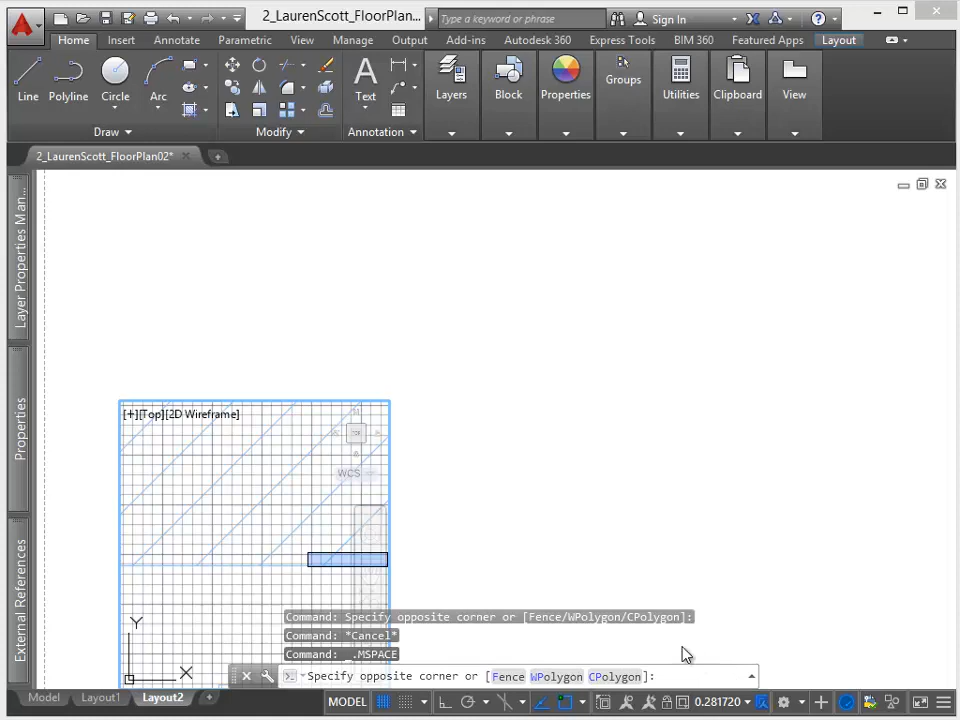 2_LaurenScott_FloorPlan...
Type a keyword or phrase
Sign In
Home Insert Annotate Parametric View Manage Output Add-ins Autodesk 360 Express Tools BIM 360 Featured Apps Layout
Line Polyline Circle Arc Text Layers Block Properties Groups Utilities Clipboard View
Draw Modify Annotation
2_LaurenScott_FloorPlan02*
Layer Properties Man...
Properties
External References
[+][Top][2D Wireframe]
TOP
WCS
Y
X
Command: Specify opposite corner or [Fence/WPolygon/CPolygon]:
Command: *Cancel*
Command: _.MSPACE
Specify opposite corner or [Fence WPolygon CPolygon]:
Model Layout1 Layout2
MODEL 0.281720